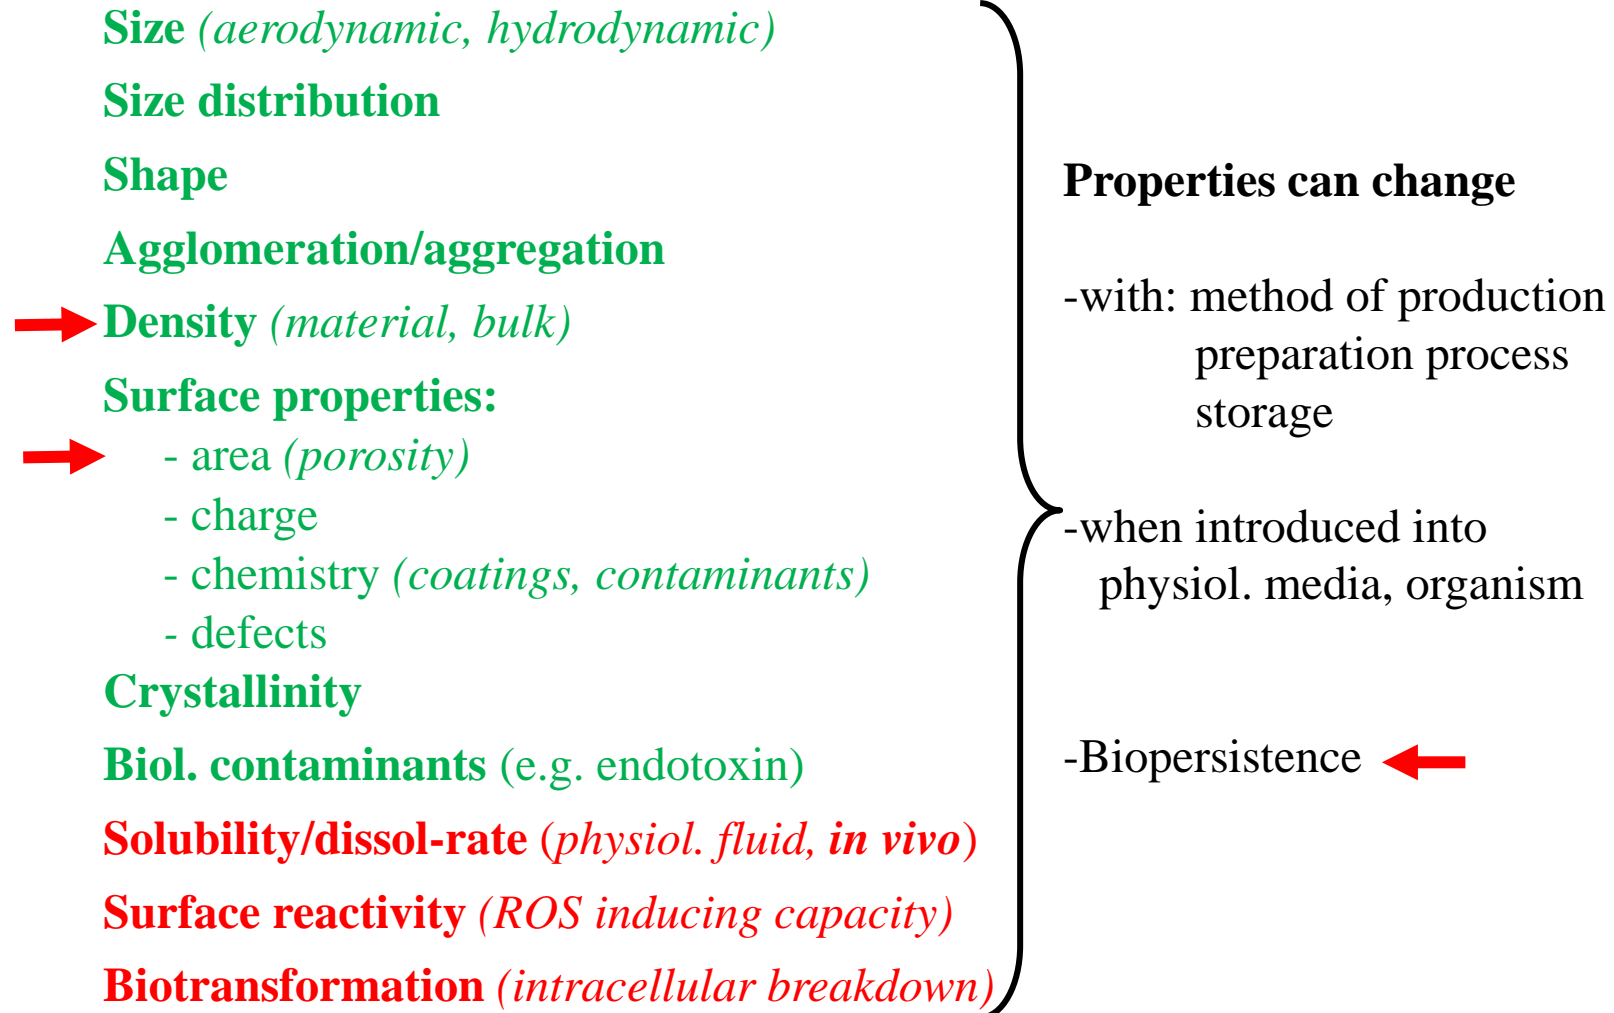 Size (aerodynamic, hydrodynamic)
Size distribution
Shape
Agglomeration/aggregation
Density (material, bulk)
Surface properties:
- area (porosity)
- charge
- chemistry (coatings, contaminants)
- defects
Crystallinity
Biol. contaminants (e.g. endotoxin)
Solubility/dissol-rate (physiol. fluid, in vivo)
Surface reactivity (ROS inducing capacity)
Biotransformation (intracellular breakdown)
Properties can change
-with: method of production
preparation process
storage
-when introduced into
physiol. media, organism
-Biopersistence